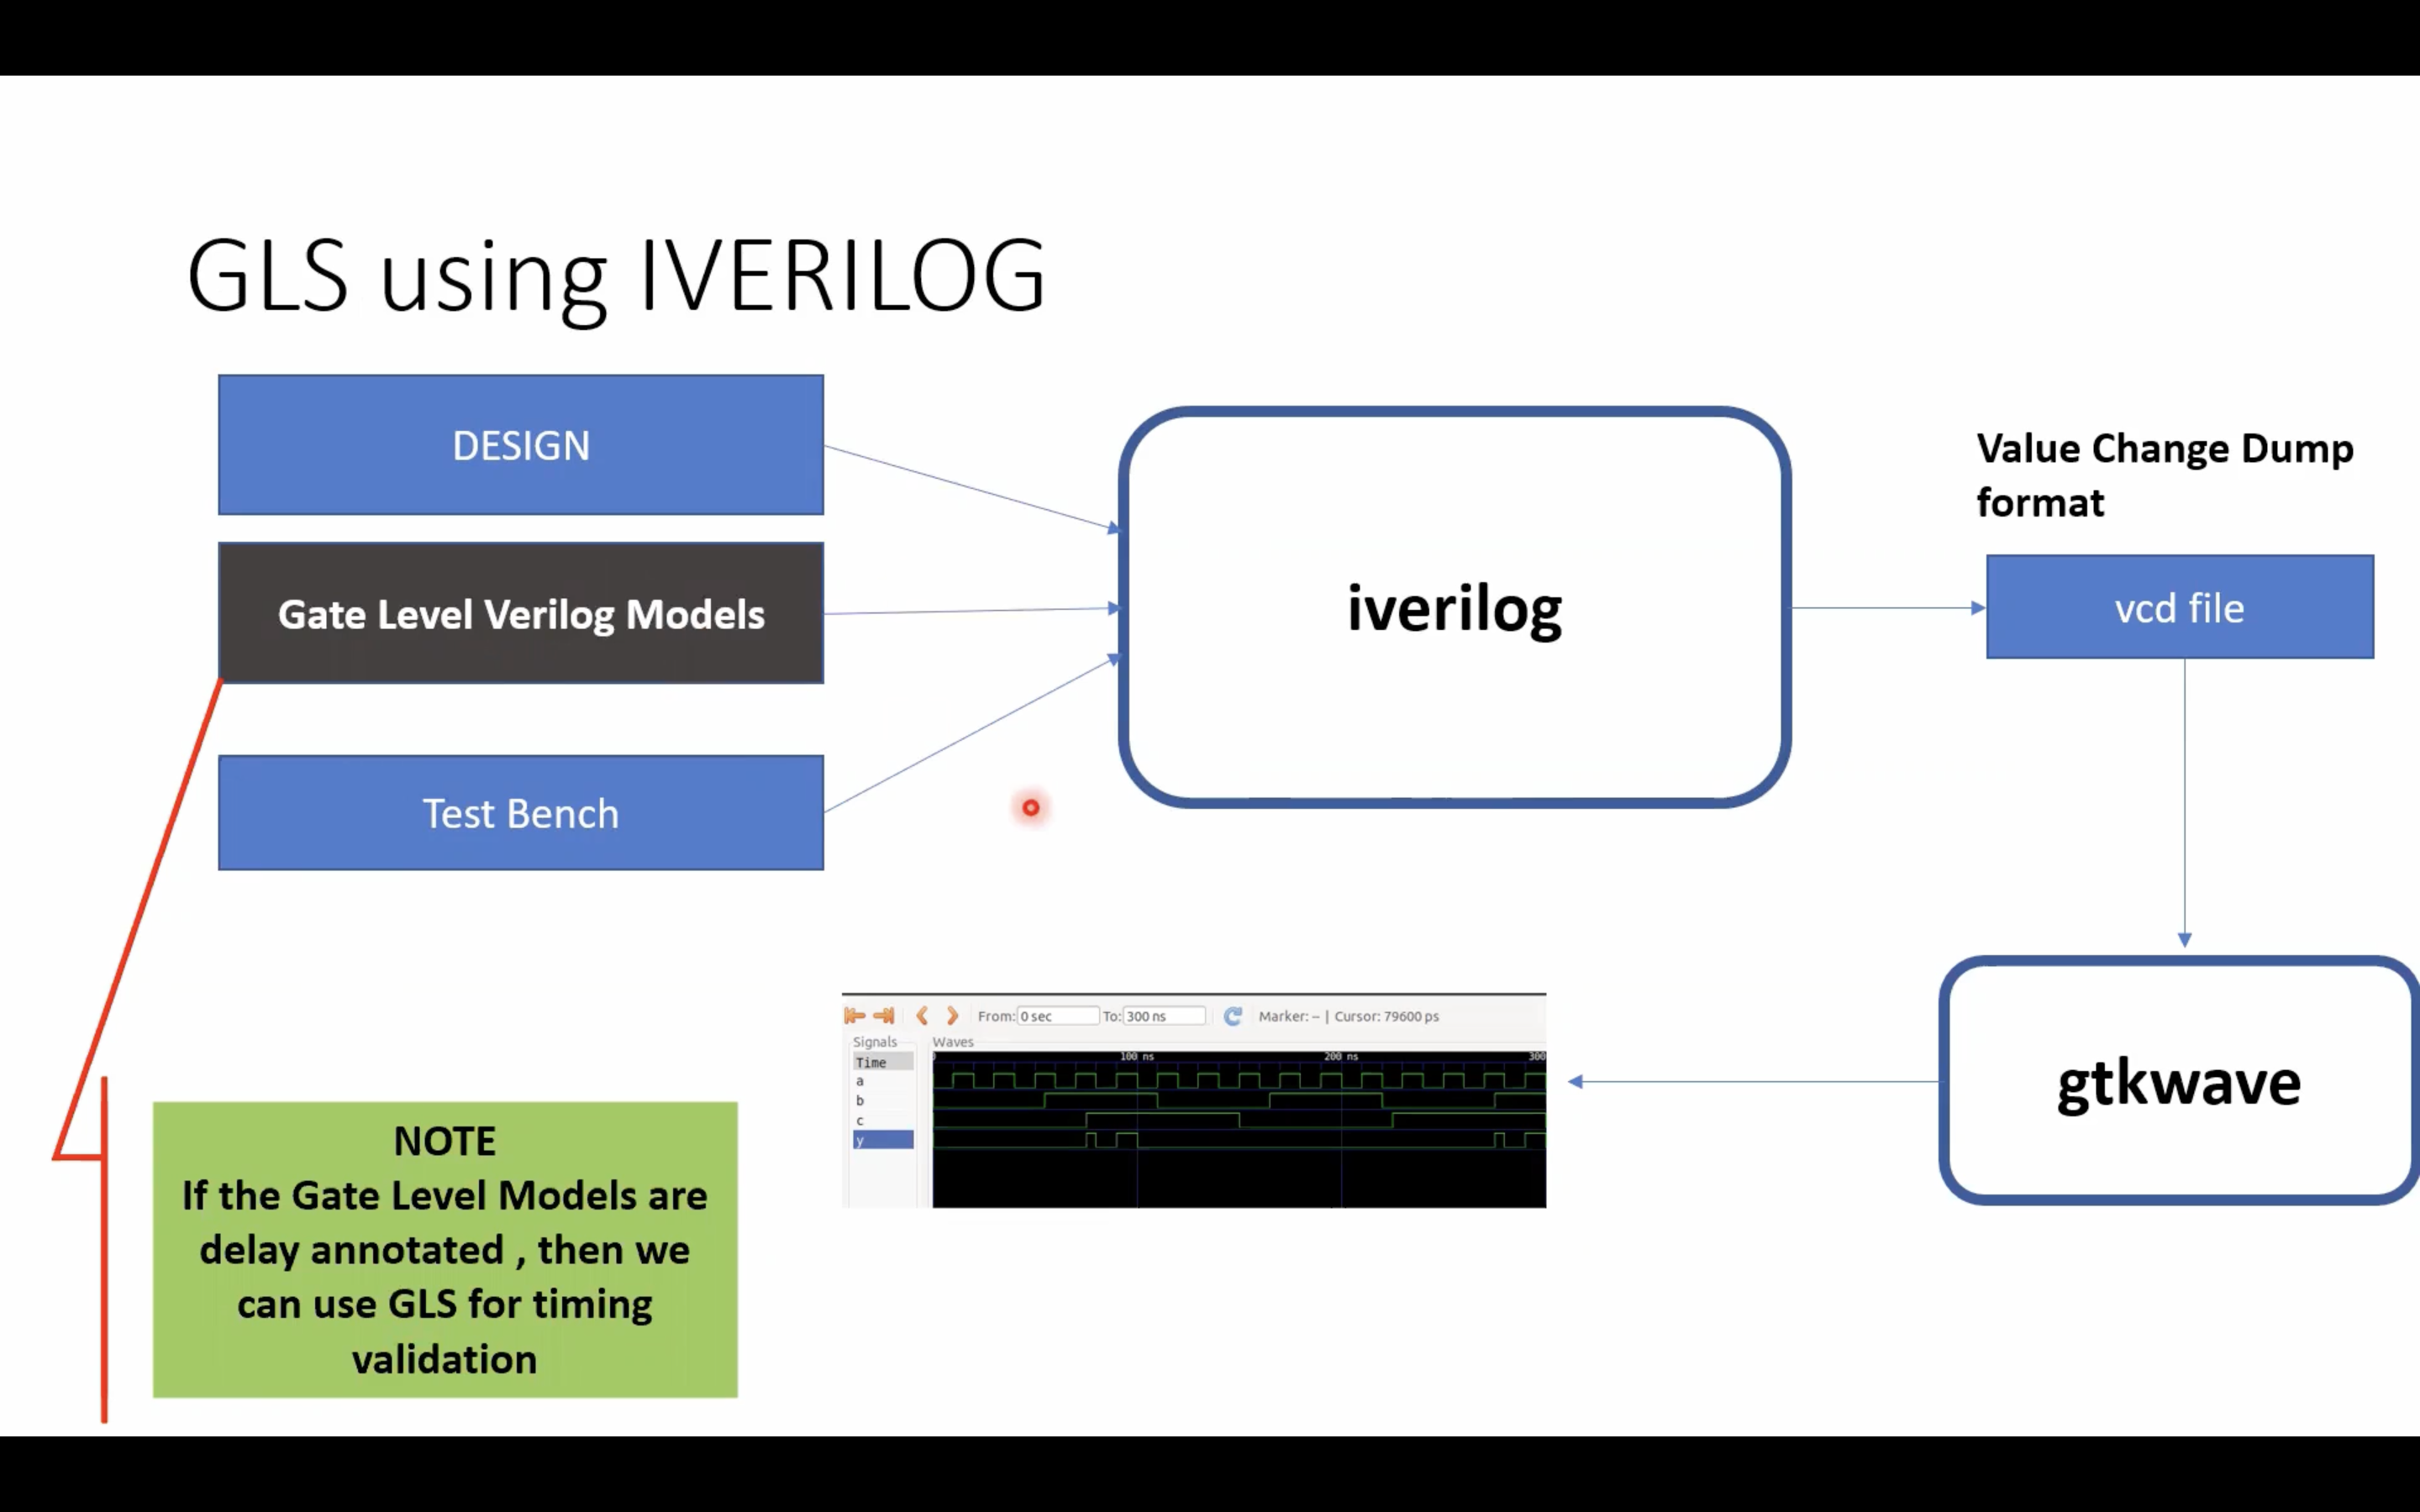 GLS using IVERILOG
DESIGN
Gate Level Verilog Models
Test Bench
iverilog
Value Change Dump
format
vcd file
gtkwave
From: 0 sec To: 300 ns Marker: -- | Cursor: 79600 ps
Signals Waves
Time 100 ns 200 ns 300
a
b
c
y
NOTE
If the Gate Level Models are
delay annotated , then we
can use GLS for timing
validation